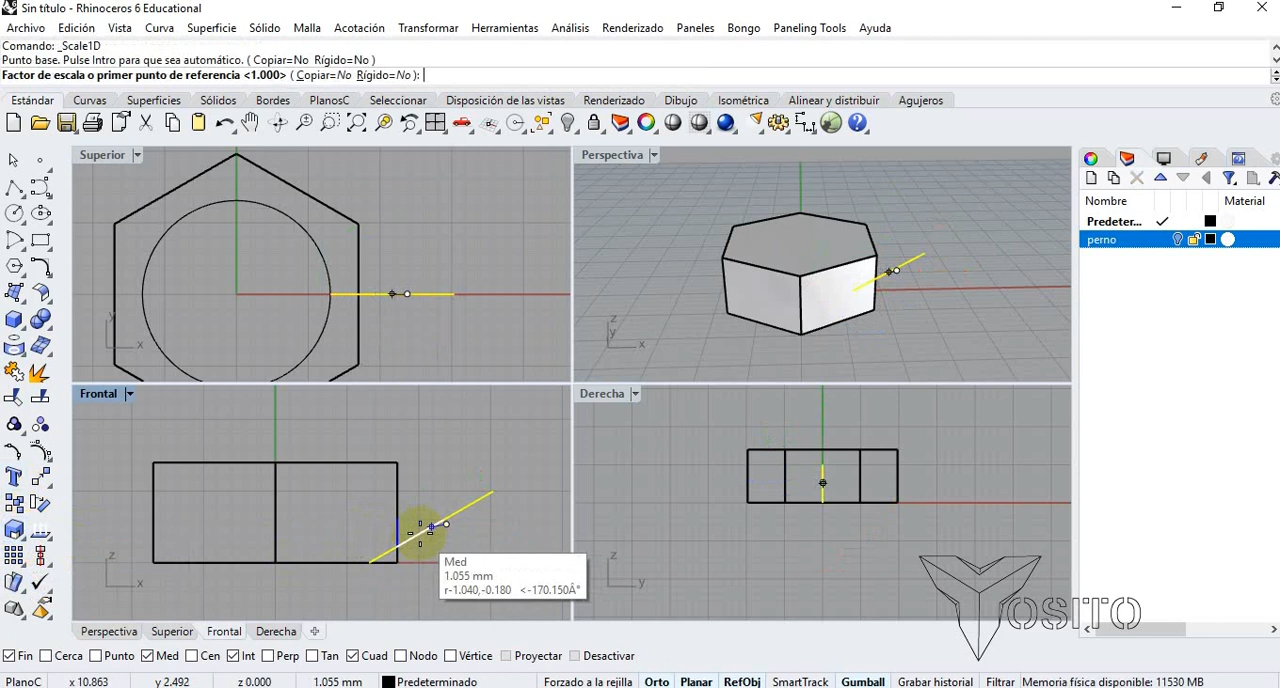 Sin título - Rhinoceros 6 Educational
Archivo Edición Vista Curva Superficie Sólido Malla Acotación Transformar Herramientas Análisis Renderizado Paneles Bongo Paneling Tools Ayuda
Comando: _Scale1D
Punto base. Pulse Intro para que sea automático. ( Copiar=No Rígido=No )
Factor de escala o primer punto de referencia <1.000> ( Copiar=No Rígido=No ):
Estándar Curvas Superficies Sólidos Mallas Bordes PlanosC Seleccionar Disposición de las vistas Renderizado Dibujo Isométrica Alinear y distribuir Agujeros
Superior
y
x
Perspectiva
z
y
x
Nombre Material
Predeter...
perno
Frontal
z
x
Med
1.055 mm
r-1.040,-0.180 <-170.150Â°
Derecha
z
y
OSITO
Perspectiva Superior Frontal Derecha
Fin Cerca Punto Med Cen Int Perp Tan Cuad Nodo Vértice Proyectar Desactivar
PlanoC x 10.863 y 2.492 z 0.000 1.055 mm Predeterminado Forzado a la rejilla Orto Planar RefObj SmartTrack Gumball Grabar historial Filtrar Memoria física disponible: 11530 MB